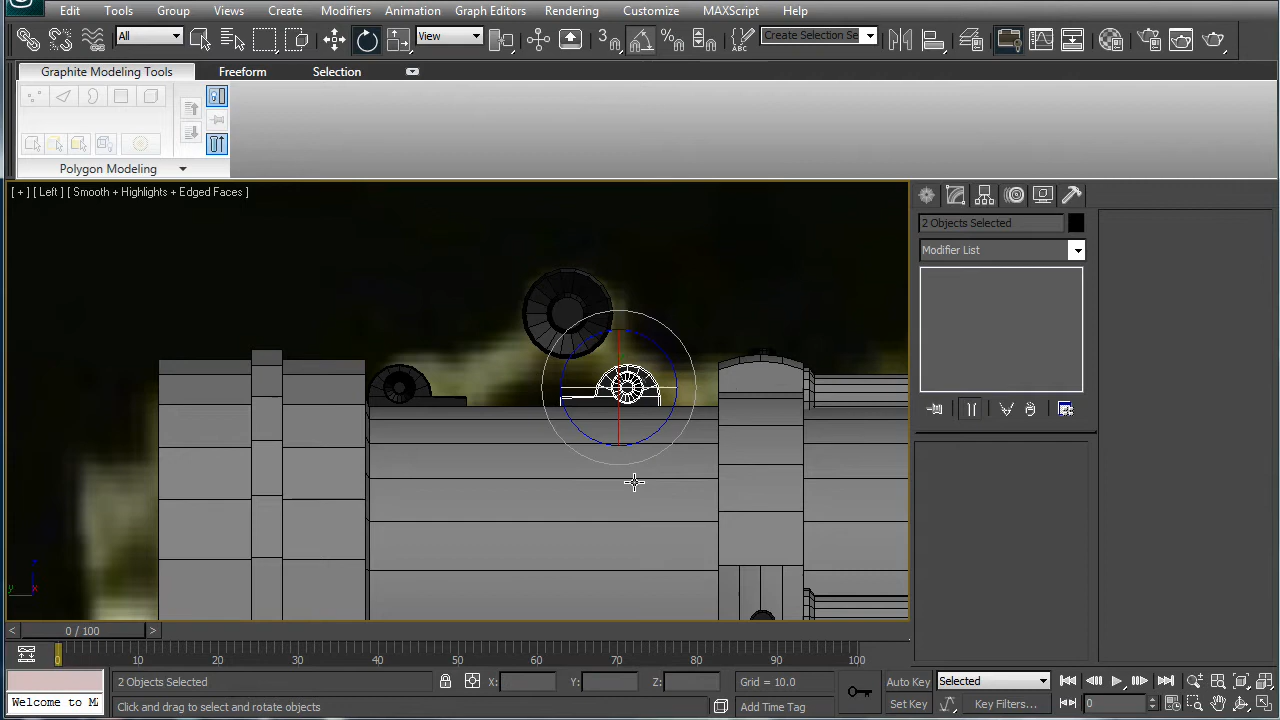 Edit Tools Group Views Create Modifiers Animation Graph Editors Rendering Customize MAXScript Help
All View 3 Create Selection Se
Graphite Modeling Tools Freeform Selection
Polygon Modeling
[ + ] [ Left ] [ Smooth + Highlights + Edged Faces ]
2 Objects Selected
Modifier List
y x
< 0 / 100 >
0 10 20 30 40 50 60 70 80 90 100
2 Objects Selected X: Y: Z: Grid = 10.0 Auto Key Selected
Welcome to M Click and drag to select and rotate objects Add Time Tag Set Key Key Filters... 0